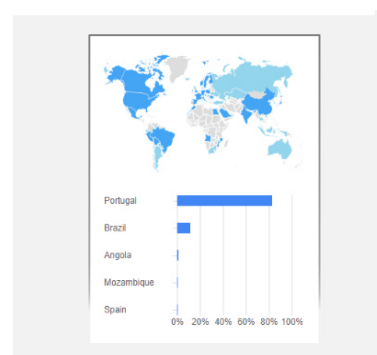 Portugal
Brazil
Angola
Mozambique
Spain
0% 20% 40% 60% 80% 100%